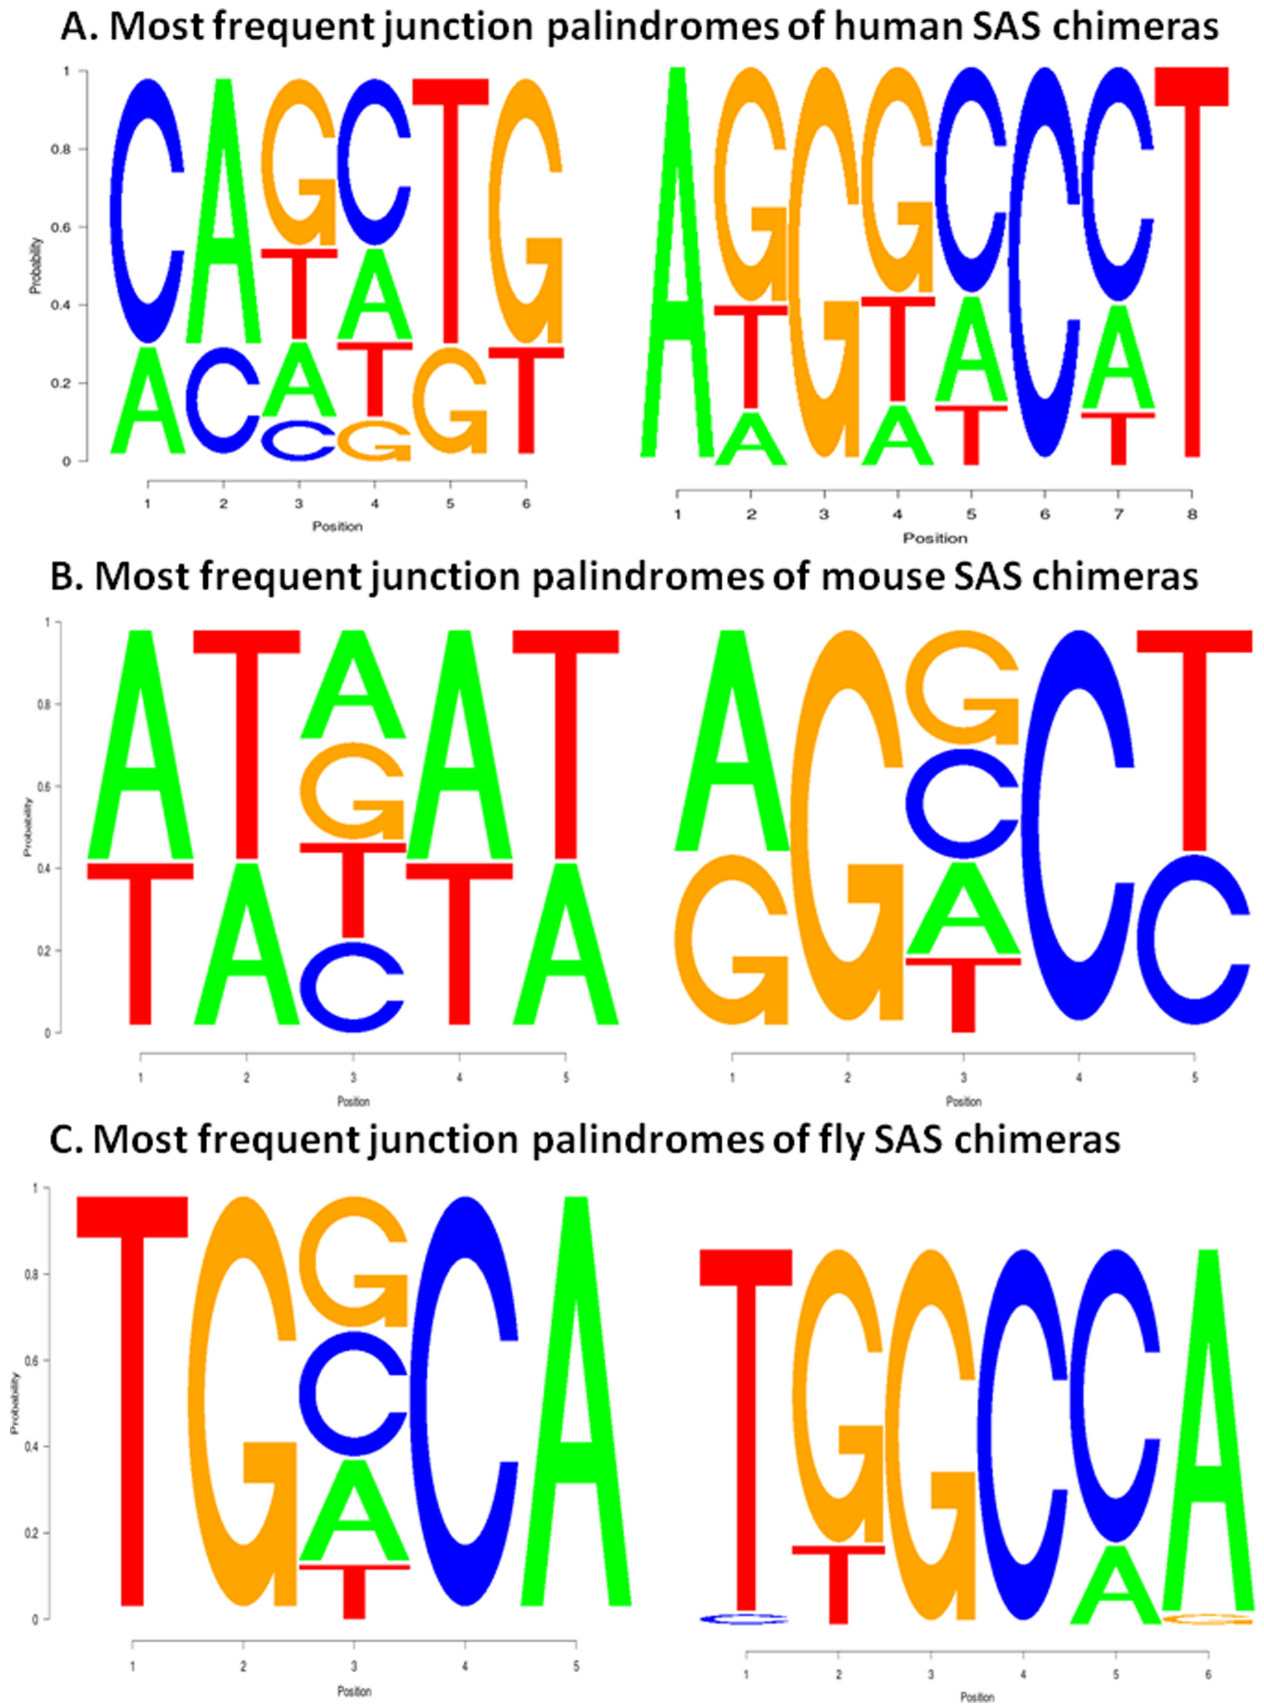 A. Most frequent junction palindromes of human SAS chimeras
1
0.8
0.6
0.4
0.2
0
Probability
C A G C T G
T A
A C A T G T
C G
1 2 3 4 5 6
Position
A G G G C C C T
T T A A
A A T T
1 2 3 4 5 6 7 8
Position
B. Most frequent junction palindromes of mouse SAS chimeras
1
0.8
0.6
0.4
0.2
0
Probability
A T A A T
G
T A T T A
C
1 2 3 4 5
Position
A G G C T
C
G A C
T
1 2 3 4 5
Position
C. Most frequent junction palindromes of fly SAS chimeras
1
0.8
0.6
0.4
0.2
0
Probability
T G G C A
C
A
T
1 2 3 4 5
Position
T G G C C A
C T A G
1 2 3 4 5 6
Position